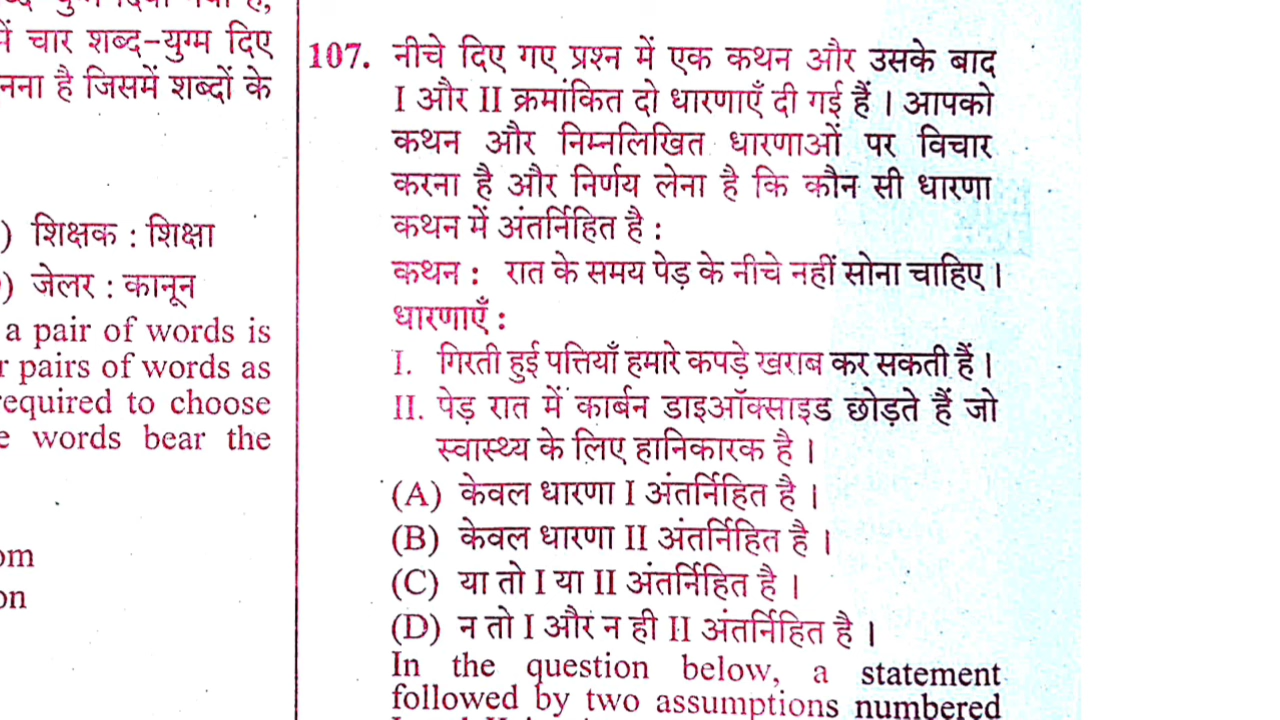 में चार शब्द-युग्म दिए
नना है जिसमें शब्दों के
) शिक्षक : शिक्षा
) जेलर : कानून
a pair of words is
r pairs of words as
required to choose
e words bear the
om
on
107. नीचे दिए गए प्रश्न में एक कथन और उसके बाद
I और II क्रमांकित दो धारणाएँ दी गई हैं । आपको
कथन और निम्नलिखित धारणाओं पर विचार
करना है और निर्णय लेना है कि कौन सी धारणा
कथन में अंतर्निहित है :
कथन : रात के समय पेड़ के नीचे नहीं सोना चाहिए ।
धारणाएँ :
I. गिरती हुई पत्तियाँ हमारे कपड़े खराब कर सकती हैं ।
II. पेड़ रात में कार्बन डाइऑक्साइड छोड़ते हैं जो
स्वास्थ्य के लिए हानिकारक है ।
(A) केवल धारणा I अंतर्निहित है ।
(B) केवल धारणा II अंतर्निहित है ।
(C) या तो I या II अंतर्निहित है ।
(D) न तो I और न ही II अंतर्निहित है ।
In the question below, a statement
followed by two assumptions numbered